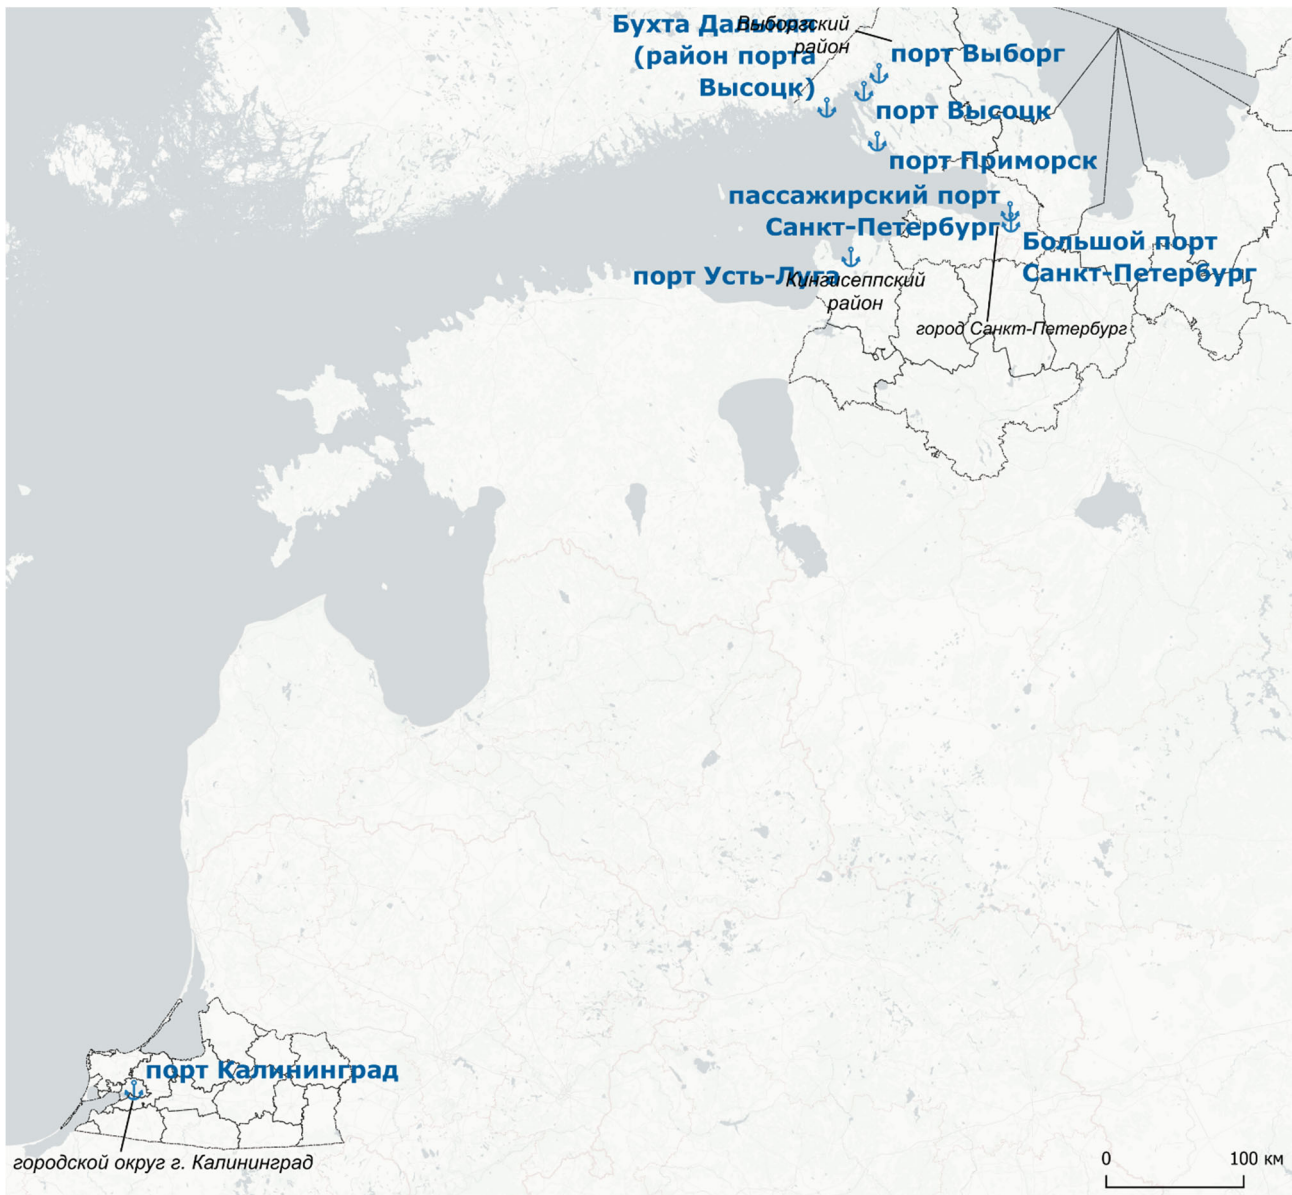 Бухта Дальняя
(район порта
Высоцк)
Выборгский
район
порт Выборг
порт Высоцк
порт Приморск
пассажирский порт
Санкт-Петербург
Большой порт
Санкт-Петербург
порт Усть-Луга
Кингисеппский
район
город Санкт-Петербург
порт Калининград
городской округ г. Калининград
0
100 км